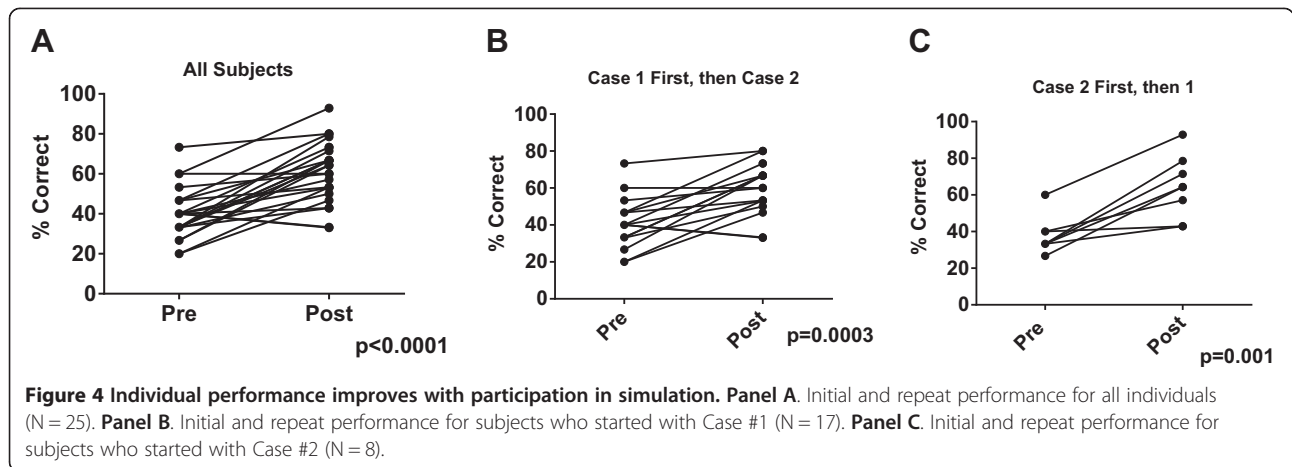 A
All Subjects
% Correct
100
80
60
40
20
0
Pre
Post
p<0.0001
B
Case 1 First, then Case 2
% Correct
100
80
60
40
20
0
Pre
Post
p=0.0003
C
Case 2 First, then 1
% Correct
100
80
60
40
20
0
Pre
Post
p=0.001
Figure 4 Individual performance improves with participation in simulation. Panel A. Initial and repeat performance for all individuals
(N = 25). Panel B. Initial and repeat performance for subjects who started with Case #1 (N = 17). Panel C. Initial and repeat performance for
subjects who started with Case #2 (N = 8).